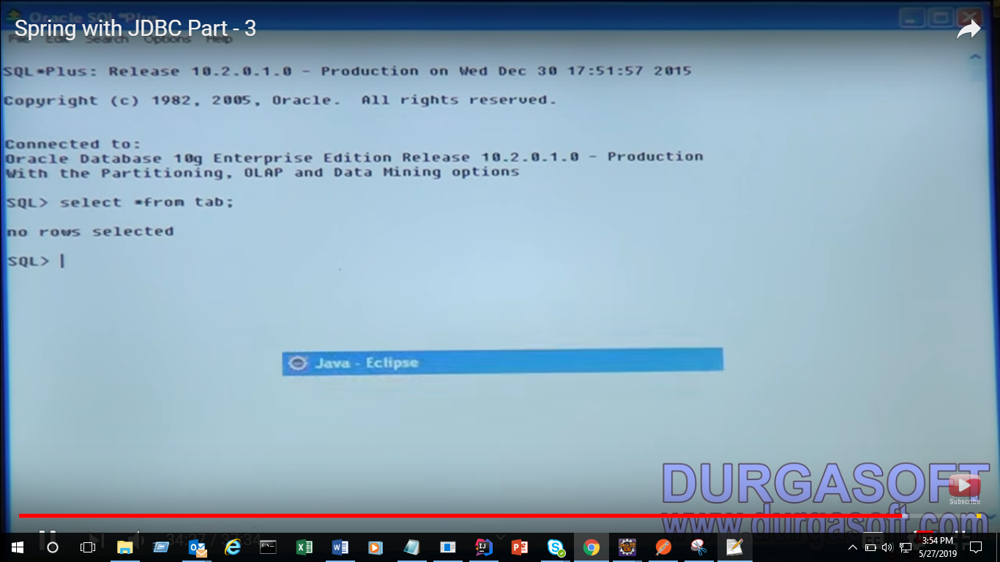 Oracle SQL*Plus
Spring with JDBC Part - 3
File Edit Search Options Help
SQL*Plus: Release 10.2.0.1.0 - Production on Wed Dec 30 17:51:57 2015
Copyright (c) 1982, 2005, Oracle.  All rights reserved.
Connected to:
Oracle Database 10g Enterprise Edition Release 10.2.0.1.0 - Production
With the Partitioning, OLAP and Data Mining options
SQL> select *from tab;
no rows selected
SQL>
Java - Eclipse
DURGASOFT
Subscribe
www.durgasoft.com
3:54 PM
5/27/2019